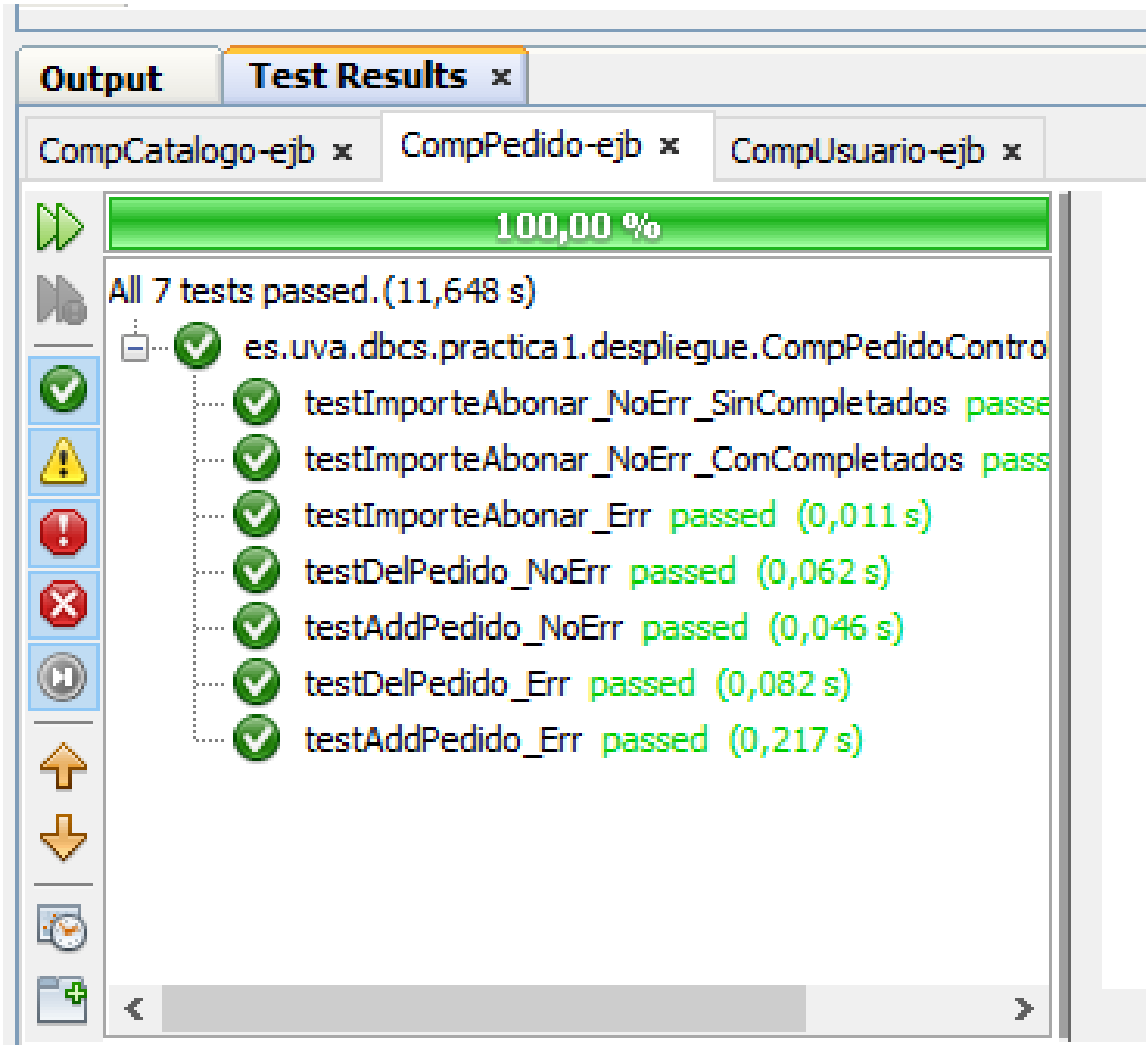 Output Test Results x
CompCatalogo-ejb x CompPedido-ejb x CompUsuario-ejb x
100,00 %
All 7 tests passed.(11,648 s)
es.uva.dbcs.practica1.despliegue.CompPedidoContro
testImporteAbonar_NoErr_SinCompletados passe
testImporteAbonar_NoErr_ConCompletados pass
testImporteAbonar_Err passed (0,011 s)
testDelPedido_NoErr passed (0,062 s)
testAddPedido_NoErr passed (0,046 s)
testDelPedido_Err passed (0,082 s)
testAddPedido_Err passed (0,217 s)